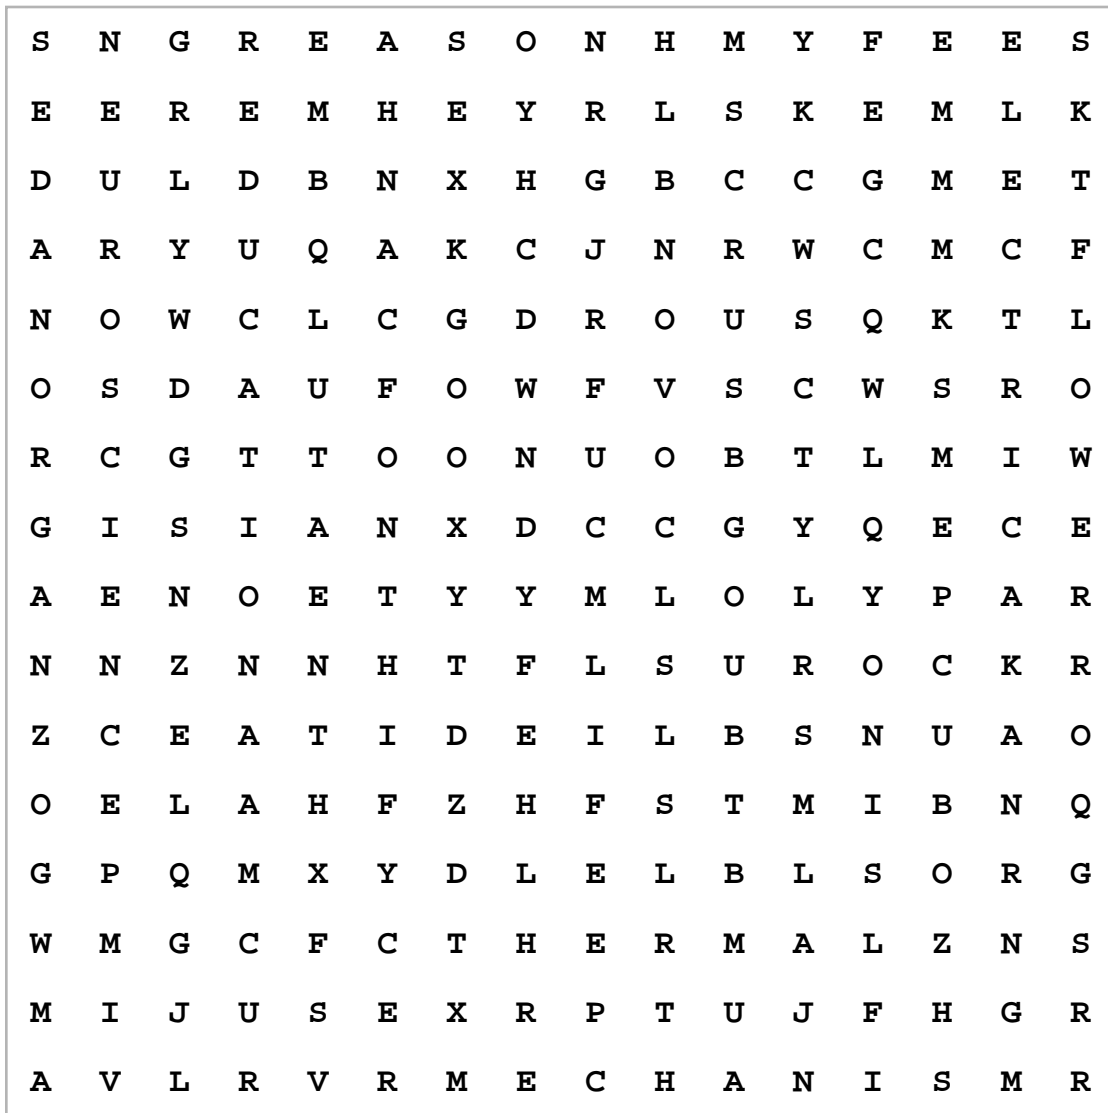 S N G R E A S O N H M Y F E E S
E E R E M H E Y R L S K E M L K
D U L D B N X H G B C C G M E T
A R Y U Q A K C J N R W C M C F
N O W C L C G D R O U S Q K T L
O S D A U F O W F V S C W S R O
R C G T T O O N U O B T L M I W
G I S I A N X D C C G Y Q E C E
A E N O E T Y Y M L O L Y P A R
N N Z N N H T F L S U R O C K R
Z C E A T I D E I L B S N U A O
O E L A H F Z H F S T M I B N Q
G P Q M X Y D L E L B L S O R G
W M G C F C T H E R M A L Z N S
M I J U S E X R P T U J F H G R
A V L R V R M E C H A N I S M R